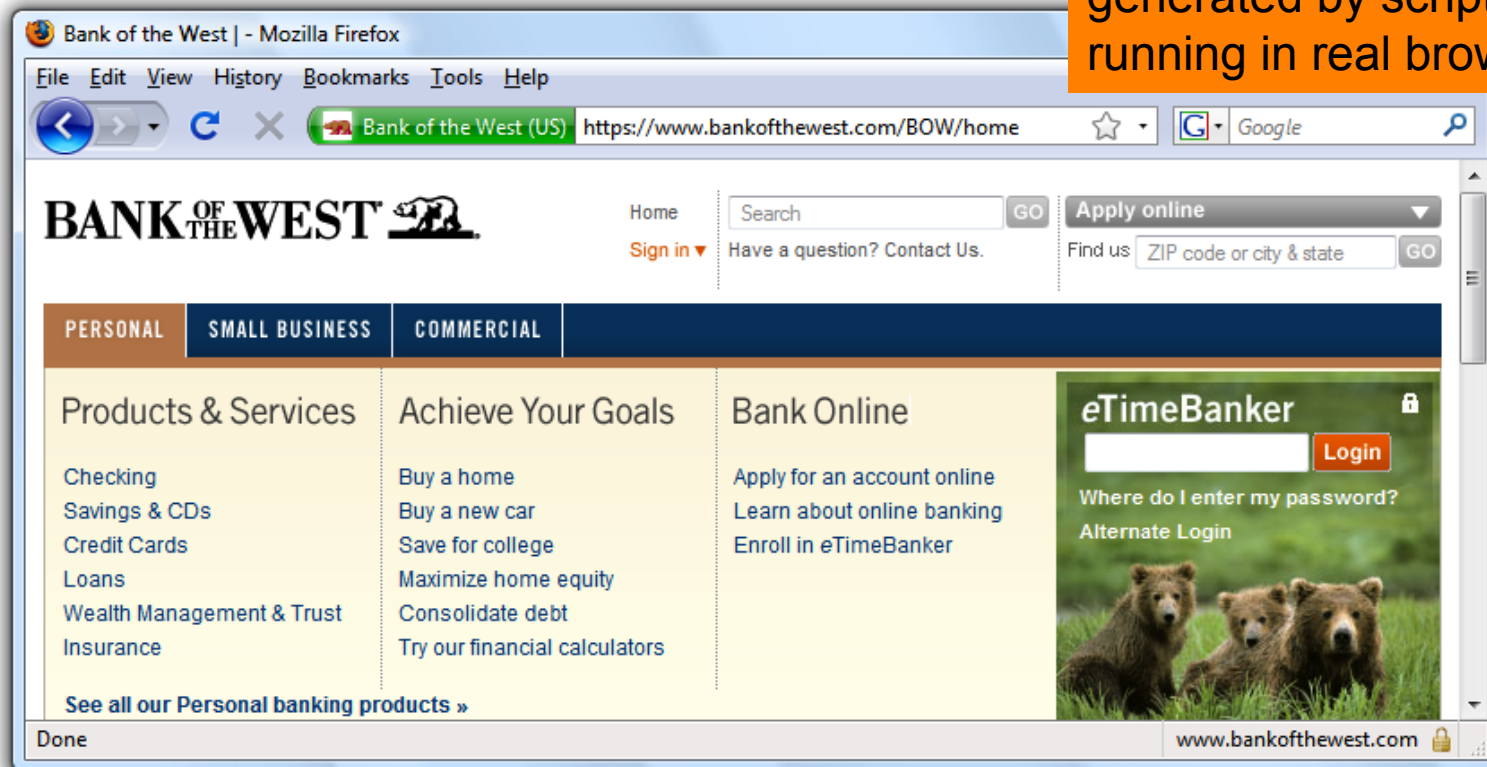 generated by script
running in real brow
Bank of the West | - Mozilla Firefox
File Edit View History Bookmarks Tools Help
Bank of the West (US) https://www.bankofthewest.com/BOW/home G Google
BANK OF THE WEST
Home Search GO Apply online
Sign in Have a question? Contact Us. Find us ZIP code or city & state GO
PERSONAL SMALL BUSINESS COMMERCIAL
Products & Services
Checking
Savings & CDs
Credit Cards
Loans
Wealth Management & Trust
Insurance
See all our Personal banking products »
Achieve Your Goals
Buy a home
Buy a new car
Save for college
Maximize home equity
Consolidate debt
Try our financial calculators
Bank Online
Apply for an account online
Learn about online banking
Enroll in eTimeBanker
eTimeBanker
Login
Where do I enter my password?
Alternate Login
Done www.bankofthewest.com